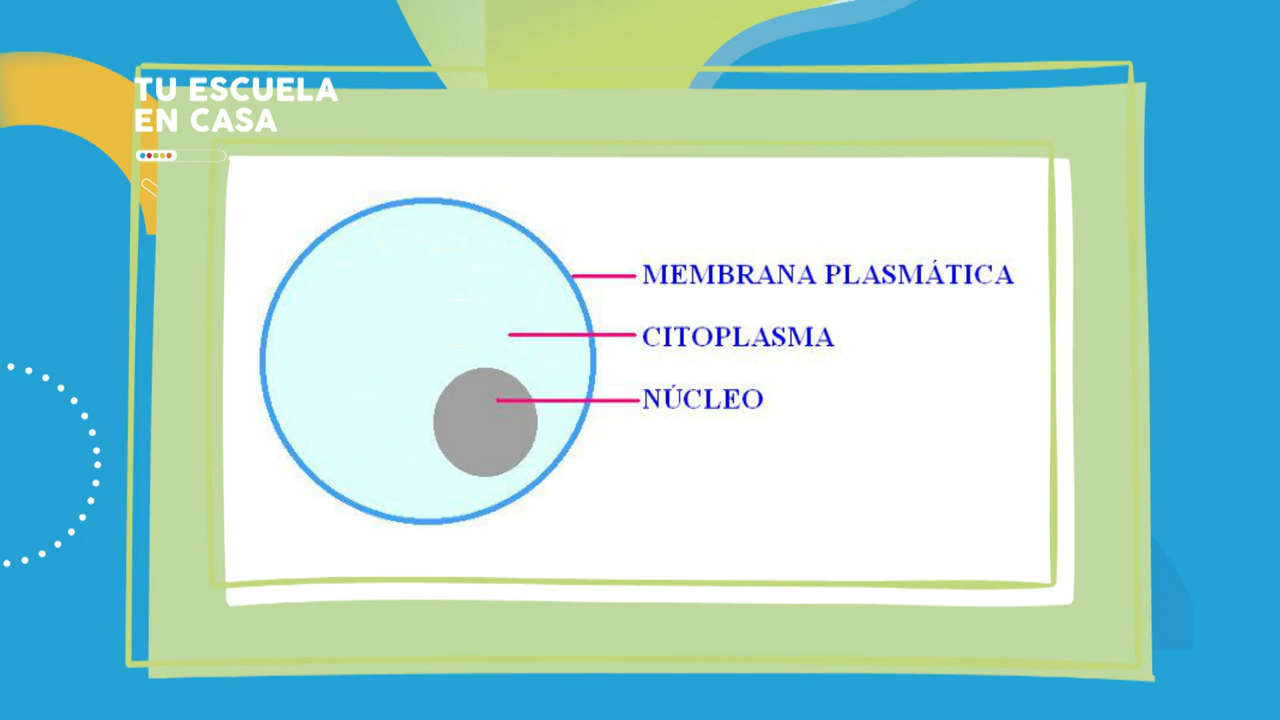 TU ESCUELA
EN CASA
MEMBRANA PLASMÁTICA
CITOPLASMA
NÚCLEO